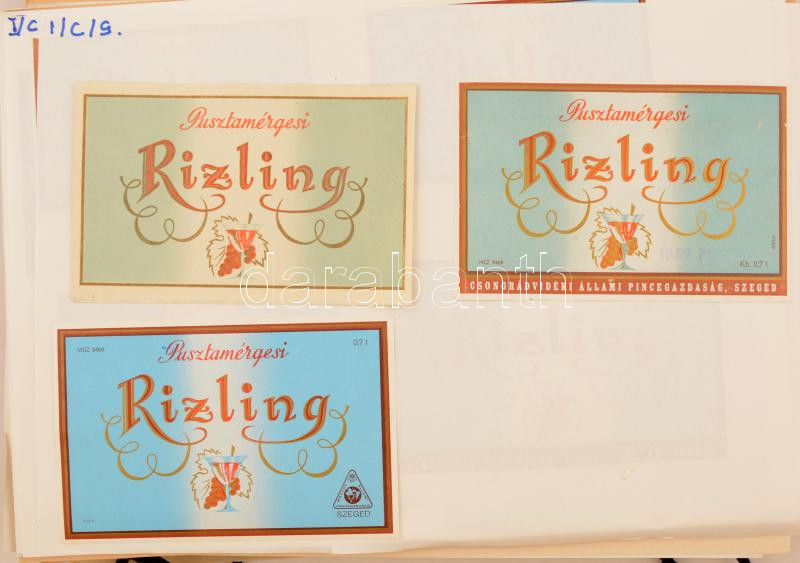 I/C 1/C/9.
Pusztamérgesi
Rizling
Pusztamérgesi
Rizling
MSZ 9469
Kb. 0,7 l
CSONGRÁDVIDÉKI ÁLLAMI PINCEGAZDASÁG, SZEGED
darabanth
MSZ 9469
Pusztamérgesi
0,7 l
Rizling
SZEGED